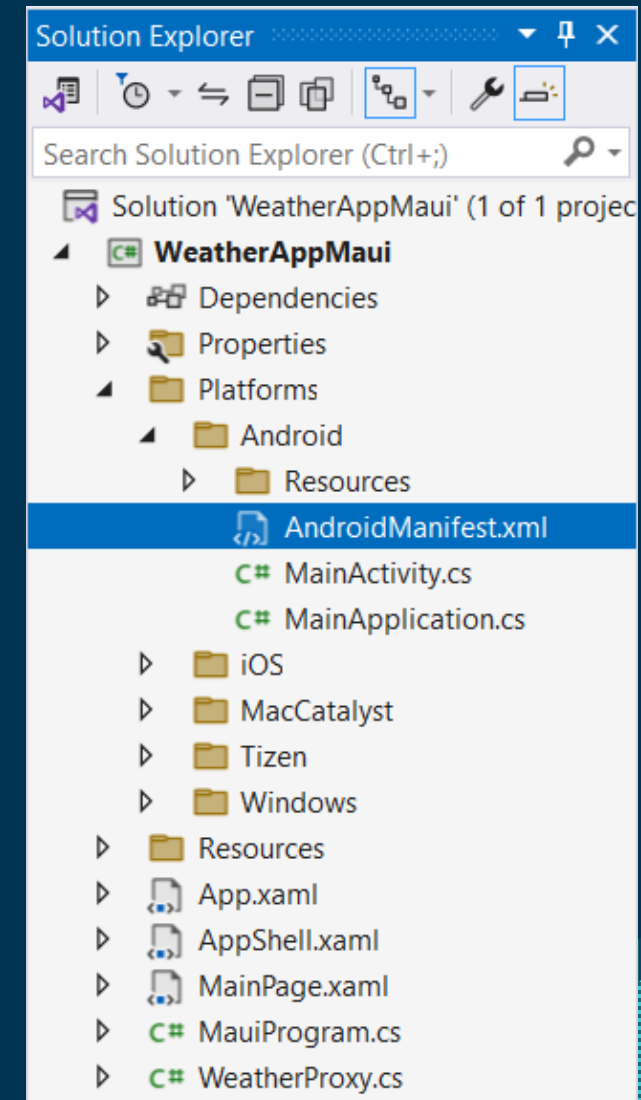 Solution Explorer
Search Solution Explorer (Ctrl+;)
Solution 'WeatherAppMaui' (1 of 1 projec
C# WeatherAppMaui
Dependencies
Properties
Platforms
Android
Resources
AndroidManifest.xml
C# MainActivity.cs
C# MainApplication.cs
iOS
MacCatalyst
Tizen
Windows
Resources
App.xaml
AppShell.xaml
MainPage.xaml
C# MauiProgram.cs
C# WeatherProxy.cs